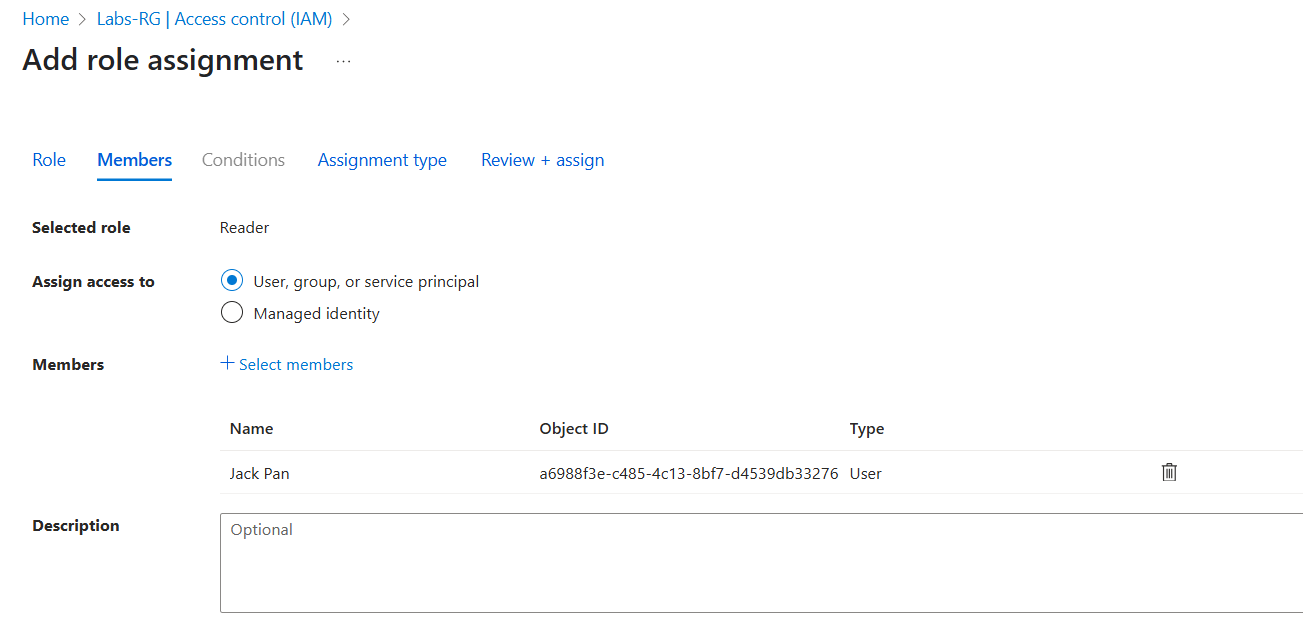 Home > Labs-RG | Access control (IAM) >
Add role assignment ...
Role Members Conditions Assignment type Review + assign
Selected role Reader
Assign access to User, group, or service principal
Managed identity
Members + Select members
Name Object ID Type
Jack Pan a6988f3e-c485-4c13-8bf7-d4539db33276 User
Description Optional